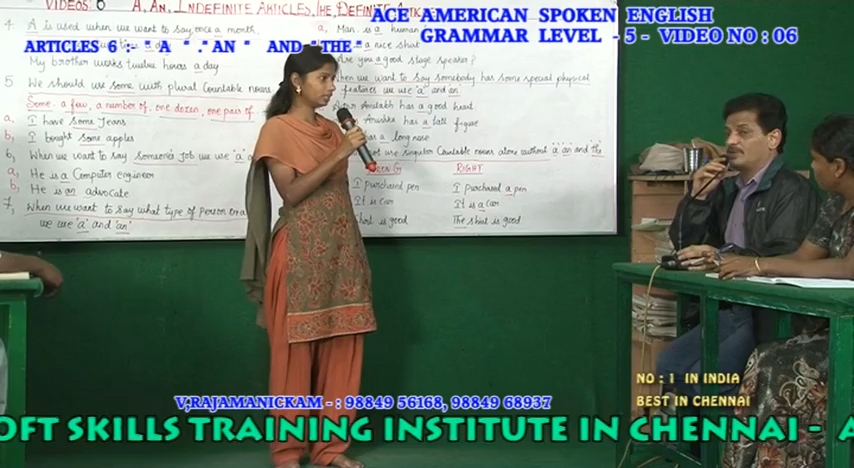 ACE AMERICAN SPOKEN ENGLISH
GRAMMAR LEVEL - 5 - VIDEO NO : 06
ARTICLES 6 :- " A " ." AN " AND "THE "
VIDEOS: 6 A, AN, INDEFINITE ARTICLES, THE, DEFINITE
4. A is used when we want to say once a month.
My brother works twelve hours a day
5 We should use some with plural Countable nouns
Some, a few, a number of, one dozen, one pair of.
a, I have some Jeans
b, I bought some apples
6, When we want to say someone's job we use 'a'
a, He is a Computer engineer
b, He is an advocate
7, When we want to say what type of person
we use 'a' and 'an'
a, Man is a human
a nice shirt
you a good stage speaker?
When we want to say somebody has some special physical
features we use 'a' and 'an'
has a good heart
Anushka has a tall figure
has a long nose
not use singular Countable nouns alone without 'a' 'an' and 'the'
RIGHT
I purchased pen I Purchased a pen
It is car It is a car
Shirt is good The shirt is good
NO : 1 IN INDIA
BEST IN CHENNAI
V,RAJAMANICKAM - : 98849 56168, 98849 68937
OFT SKILLS TRAINING INSTITUTE IN CHENNAI - A